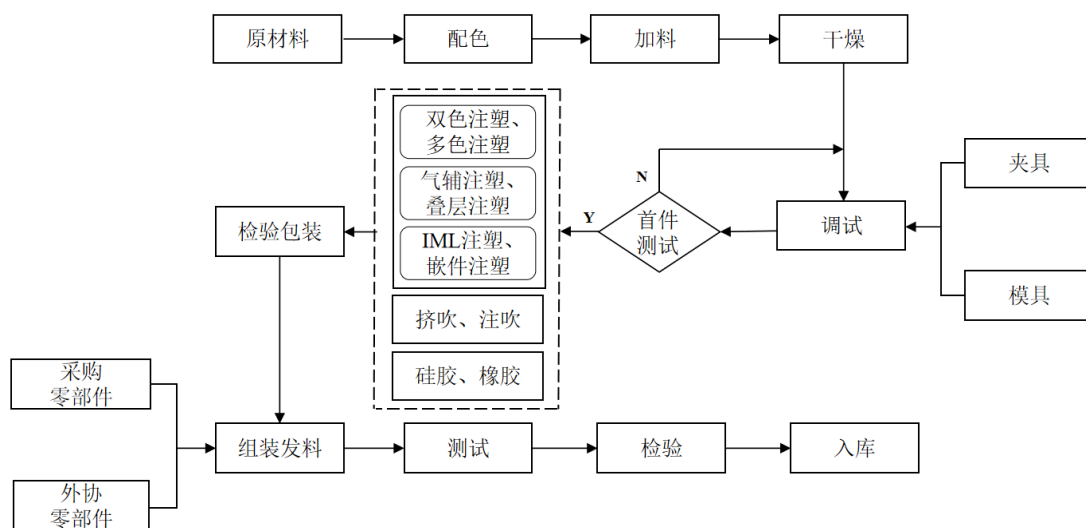 原材料
配色
加料
干燥
双色注塑、
多色注塑
气辅注塑、
叠层注塑
IML注塑、
嵌件注塑
挤吹、注吹
硅胶、橡胶
N
Y
首件
测试
调试
夹具
模具
检验包装
采购
零部件
外协
零部件
组装发料
测试
检验
入库